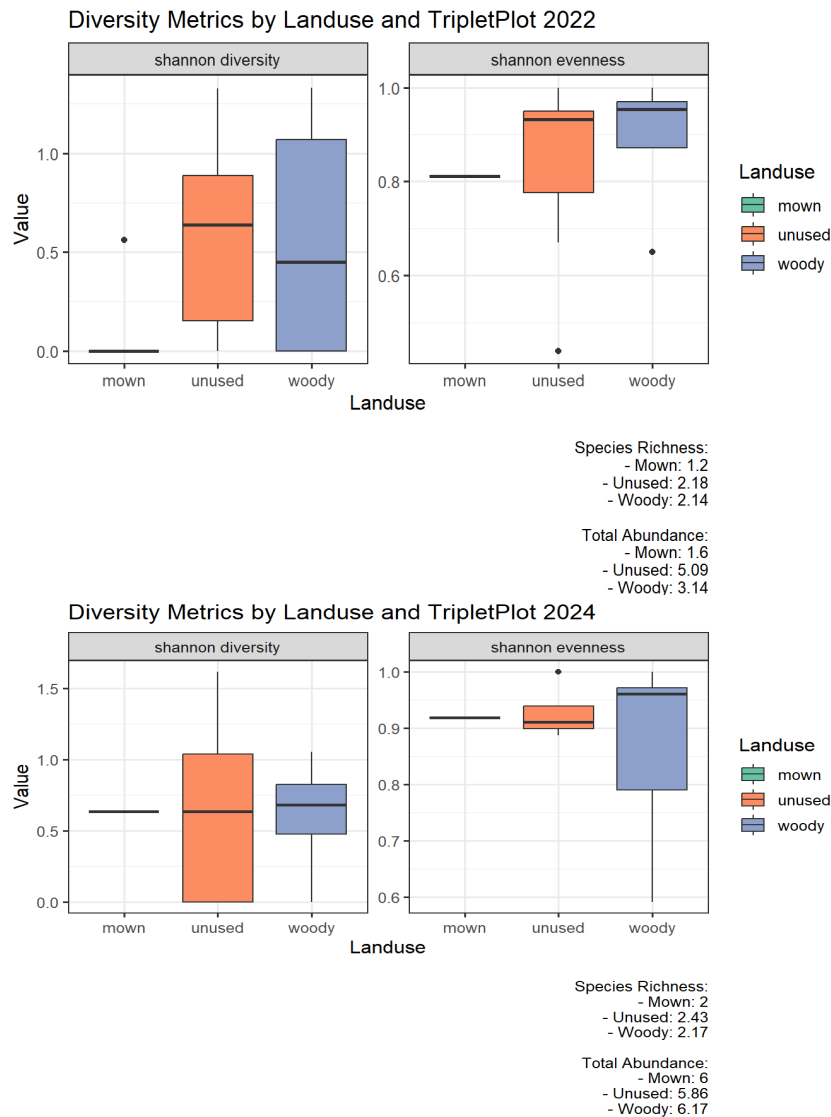 Diversity Metrics by Landuse and TripletPlot 2022
shannon diversity
shannon evenness
Value
1.0
0.5
0.0
1.0
0.8
0.6
mown
unused
woody
mown
unused
woody
Landuse
Landuse
mown
unused
woody
Species Richness:
- Mown: 1.2
- Unused: 2.18
- Woody: 2.14
Total Abundance:
- Mown: 1.6
- Unused: 5.09
- Woody: 3.14
Diversity Metrics by Landuse and TripletPlot 2024
shannon diversity
shannon evenness
Value
1.5
1.0
0.5
0.0
1.0
0.9
0.8
0.7
0.6
mown
unused
woody
mown
unused
woody
Landuse
Landuse
mown
unused
woody
Species Richness:
- Mown: 2
- Unused: 2.43
- Woody: 2.17
Total Abundance:
- Mown: 6
- Unused: 5.86
- Woody: 6.17